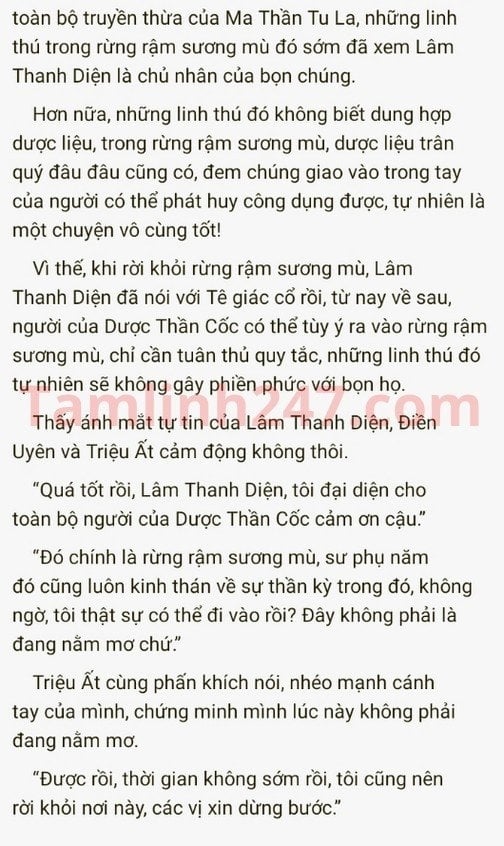 toàn bộ truyền thừa của Ma Thần Tu La, những linh
thú trong rừng rậm sương mù đó sớm đã xem Lâm
Thanh Diện là chủ nhân của bọn chúng.
Hơn nữa, những linh thú đó không biết dung hợp
dược liệu, trong rừng rậm sương mù, dược liệu trân
quý đâu đâu cũng có, đem chúng giao vào trong tay
của người có thể phát huy công dụng được, tự nhiên là
một chuyện vô cùng tốt!
Vì thế, khi rời khỏi rừng rậm sương mù, Lâm
Thanh Diện đã nói với Tê giác cổ rồi, từ nay về sau,
người của Dược Thần Cốc có thể tùy ý ra vào rừng rậm
sương mù, chỉ cần tuân thủ quy tắc, những linh thú đó
tự nhiên sẽ không gây phiền phức với bọn họ.
Tamlinh247.com
Thấy ánh mắt tự tin của Lâm Thanh Diện, Điền
Uyên và Triệu Ất cảm động không thôi.
“Quá tốt rồi, Lâm Thanh Diện, tôi đại diện cho
toàn bộ người của Dược Thần Cốc cảm ơn cậu.”
“Đó chính là rừng rậm sương mù, sư phụ năm
đó cũng luôn kinh thán về sự thần kỳ trong đó, không
ngờ, tôi thật sự có thể đi vào rồi? Đây không phải là
đang nằm mơ chứ.”
Triệu Ất cùng phấn khích nói, nhéo mạnh cánh
tay của mình, chứng minh mình lúc này không phải
đang nằm mơ.
“Được rồi, thời gian không sớm rồi, tôi cũng nên
rời khỏi nơi này, các vị xin dừng bước.”